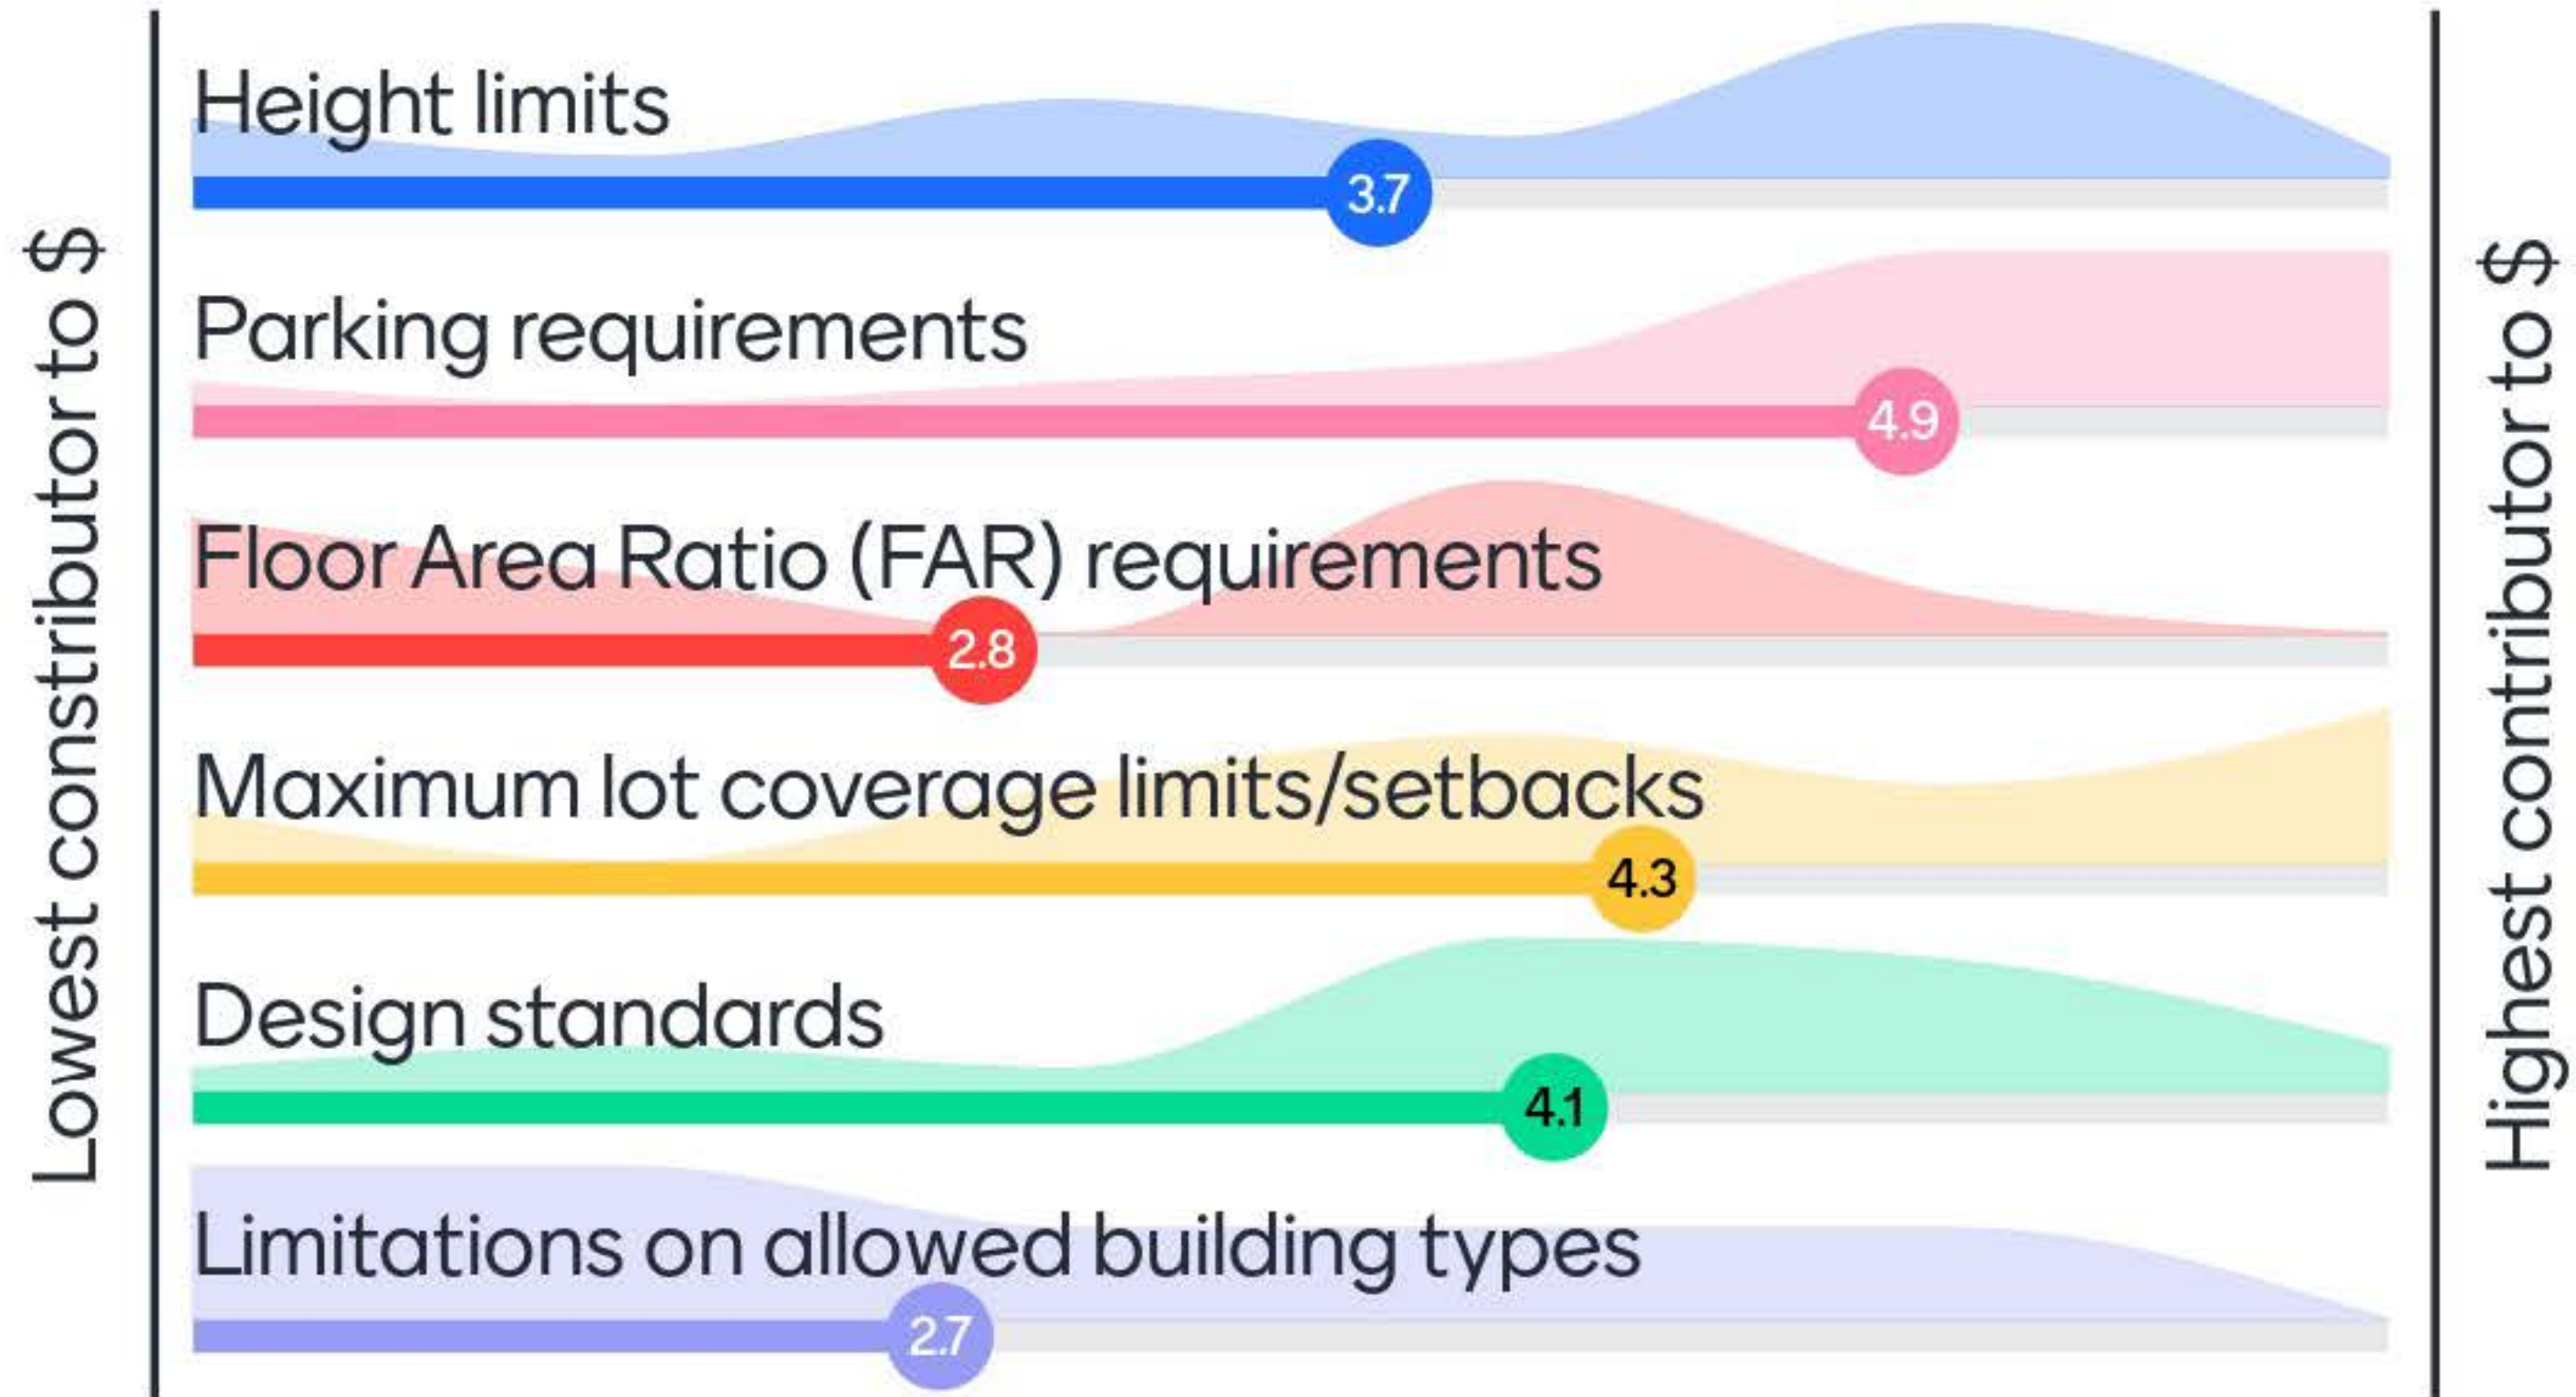 Lowest constributor to $
Height limits
3.7
Parking requirements
4.9
Floor Area Ratio (FAR) requirements
2.8
Maximum lot coverage limits/setbacks
4.3
Design standards
4.1
Limitations on allowed building types
2.7
Highest contributor to $